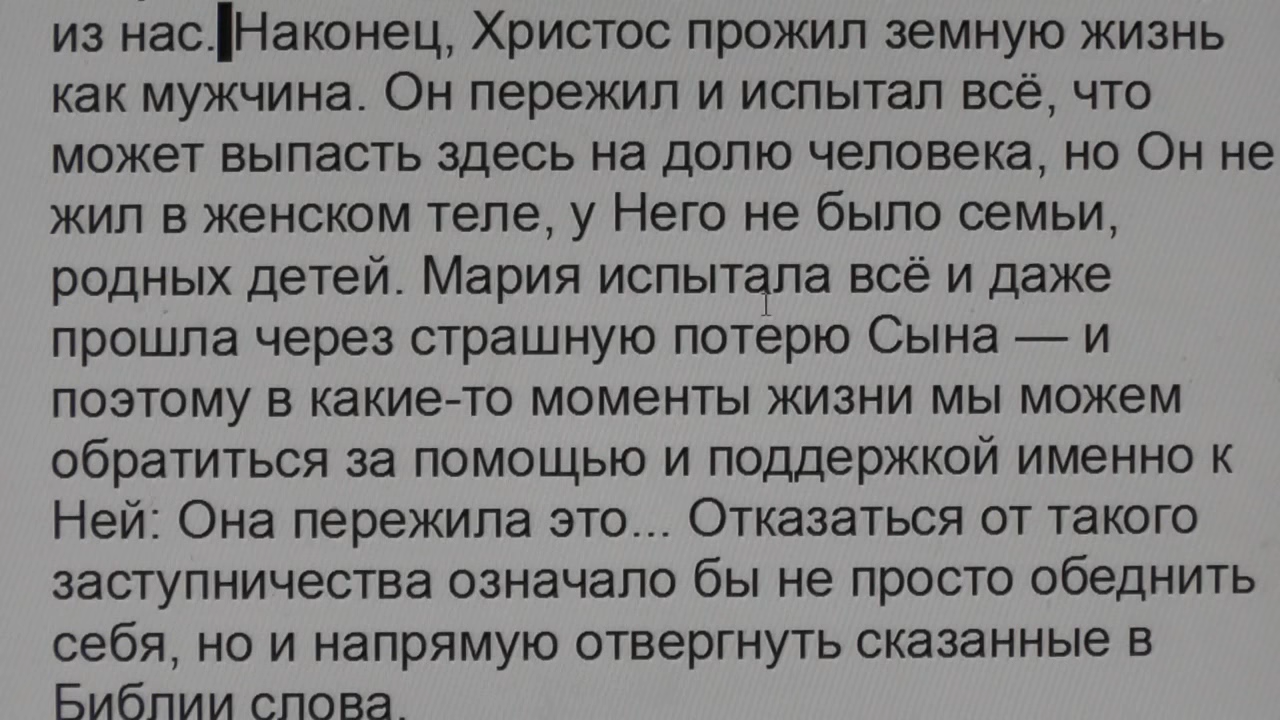 из нас. Наконец, Христос прожил земную жизнь
как мужчина. Он пережил и испытал всё, что
может выпасть здесь на долю человека, но Он не
жил в женском теле, у Него не было семьи,
родных детей. Мария испытала всё и даже
прошла через страшную потерю Сына — и
поэтому в какие-то моменты жизни мы можем
обратиться за помощью и поддержкой именно к
Ней: Она пережила это... Отказаться от такого
заступничества означало бы не просто обеднить
себя, но и напрямую отвергнуть сказанные в
Библии слова.